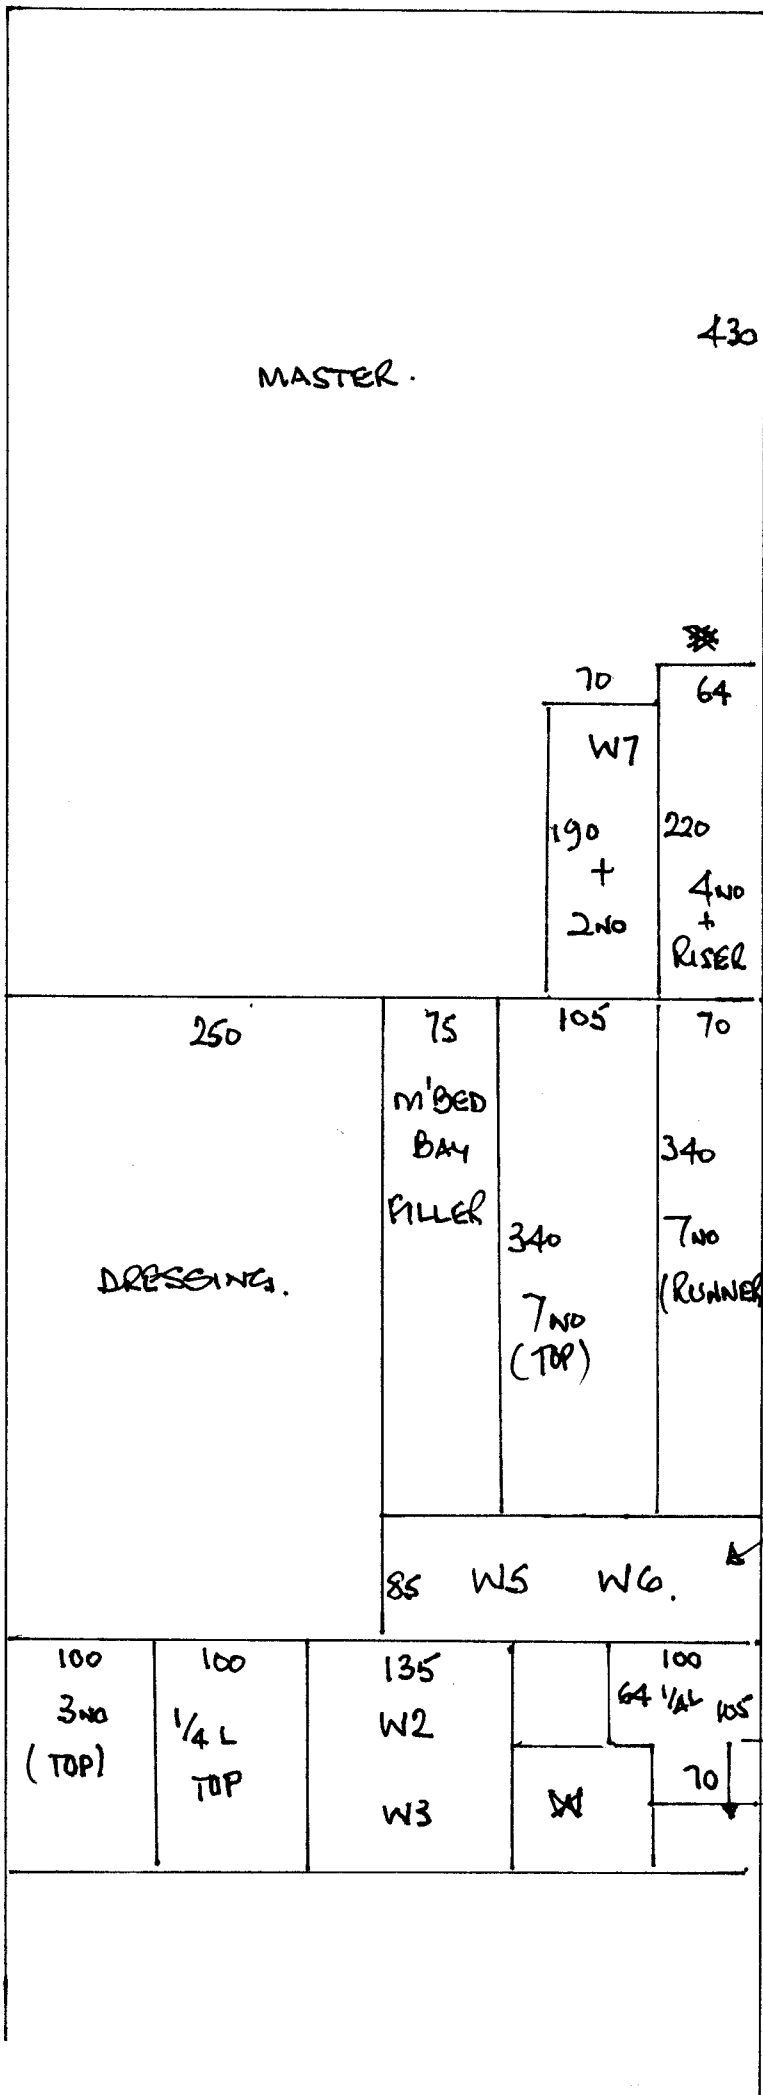 430
MASTER.
70
64
W7
190
+
2NO
220
4NO
+
RISER
250
75
M'BED
BAY
FILLER
105
340
7NO
(TOP)
70
340
7NO
(RUNNER
DRESSING.
85 W5 W6.
100
3NO
(TOP)
100
1/4 L
TOP
135
W2
W3
100
64 1/4L 105
70